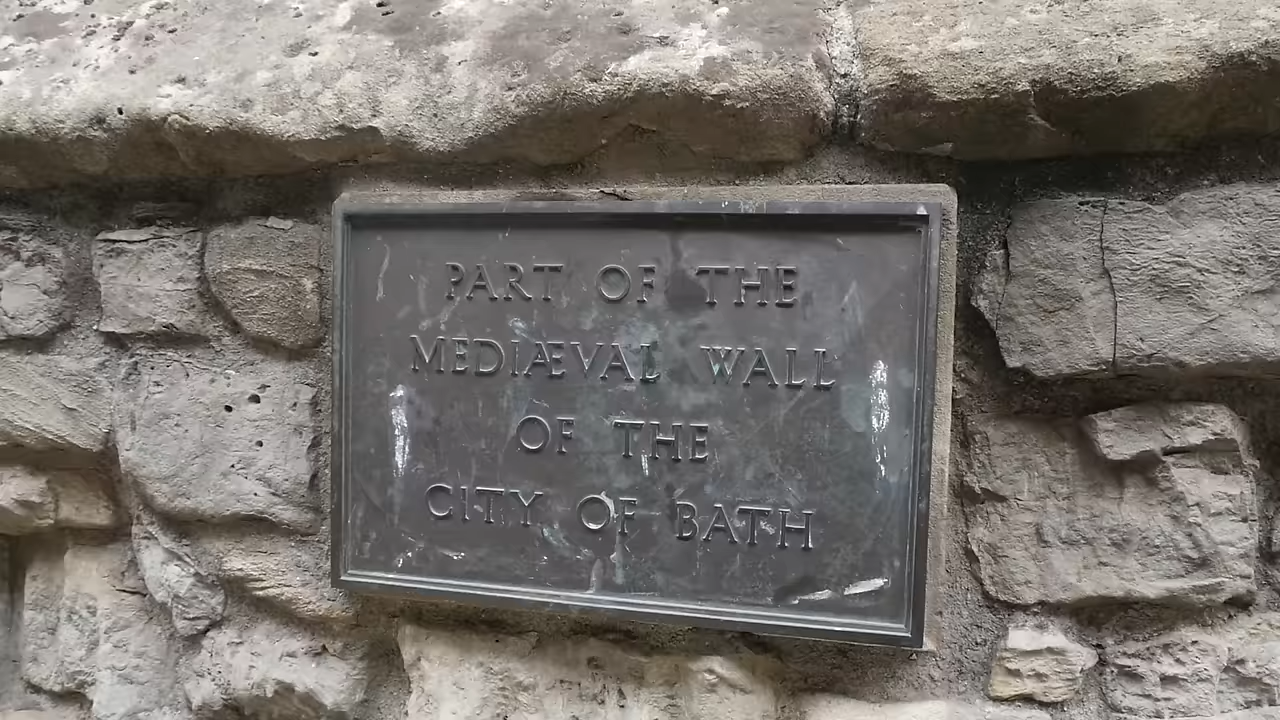 PART OF THE
MEDIÆVAL WALL
OF THE
CITY OF BATH